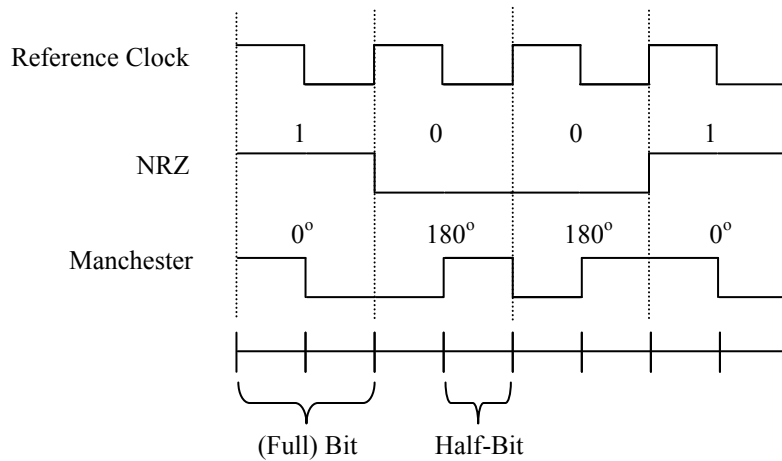 Reference Clock
1 0 0 1
NRZ
0° 180° 180° 0°
Manchester
(Full) Bit Half-Bit